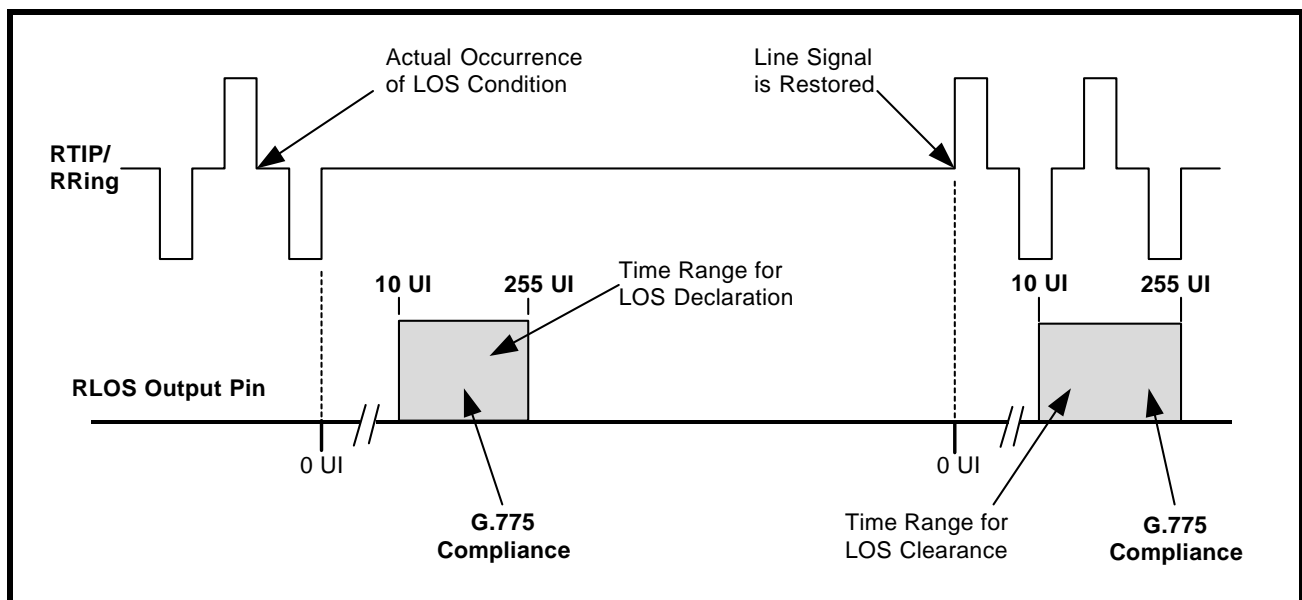 Actual Occurrence
of LOS Condition
Line Signal
is Restored
RTIP/
RRing
Time Range for
LOS Declaration
10 UI
255 UI
10 UI
255 UI
RLOS Output Pin
0 UI
0 UI
G.775
Compliance
Time Range for
LOS Clearance
G.775
Compliance